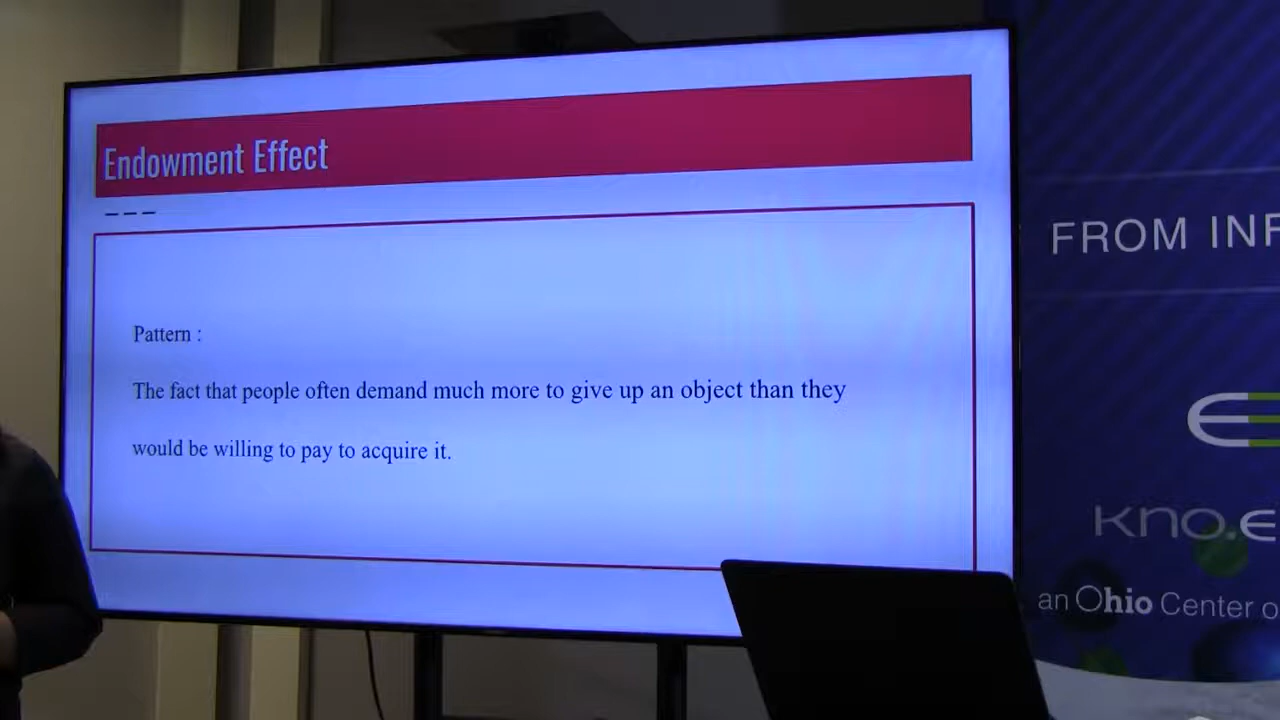 Endowment Effect
Pattern :
The fact that people often demand much more to give up an object than they
would be willing to pay to acquire it.
FROM
kno.e
an Ohio Center